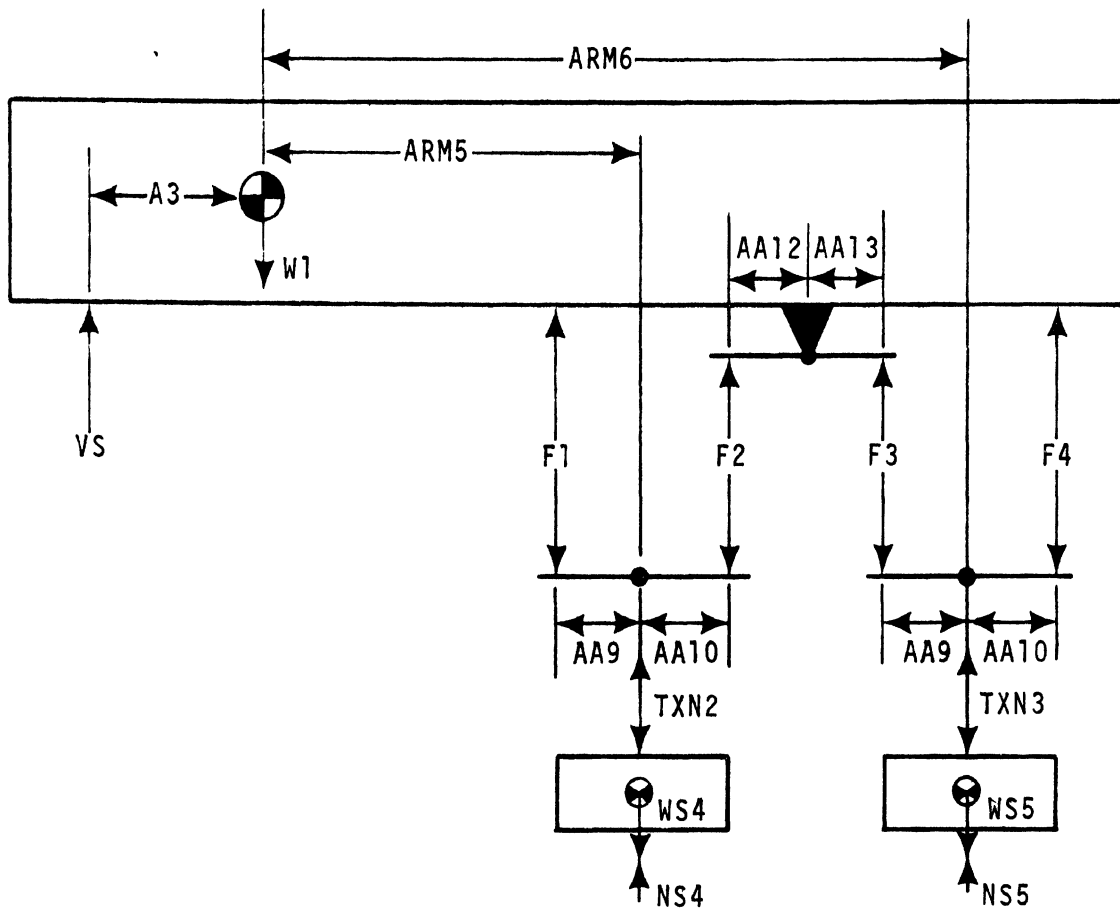 ARM6
ARM5
A3
W1
AA12 AA13
VS
F1 F2 F3 F4
AA9 AA10 AA9 AA10
TXN2 TXN3
WS4 WS5
NS4 NS5